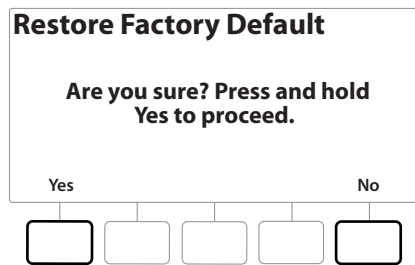 Restore Factory Default
Are you sure? Press and hold
Yes to proceed.
Yes No